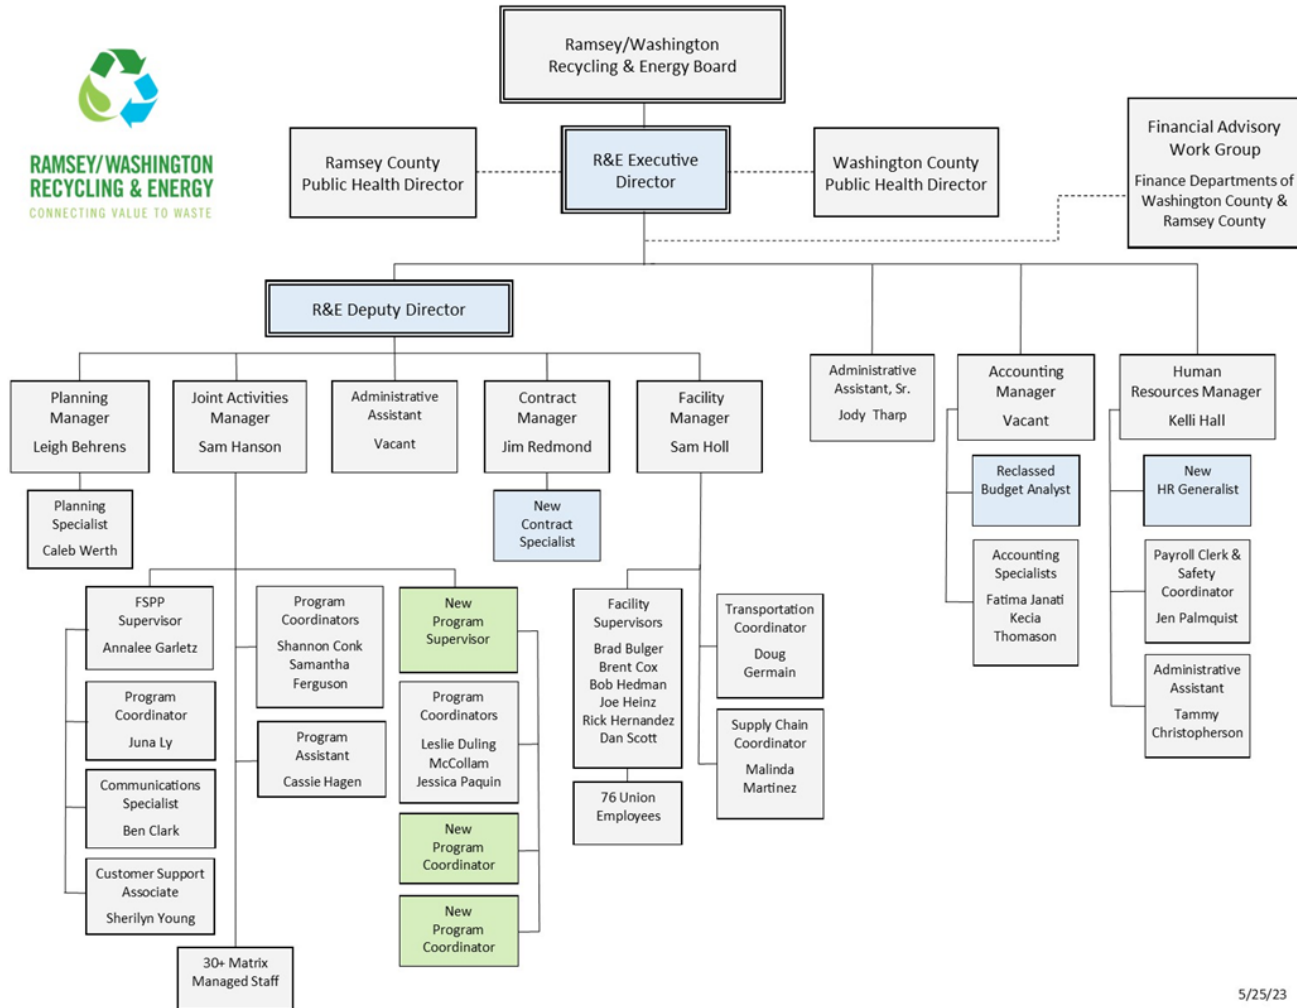 Ramsey/Washington
Recycling & Energy Board
RAMSEY/WASHINGTON
RECYCLING & ENERGY
CONNECTING VALUE TO WASTE
Ramsey County
Public Health Director
R&E Executive
Director
Washington County
Public Health Director
Financial Advisory
Work Group
Finance Departments of
Washington County &
Ramsey County
R&E Deputy Director
Planning
Manager
Leigh Behrens
Joint Activities
Manager
Sam Hanson
Administrative
Assistant
Vacant
Contract
Manager
Jim Redmond
Facility
Manager
Sam Holl
Administrative
Assistant, Sr.
Jody Tharp
Accounting
Manager
Vacant
Human
Resources Manager
Kelli Hall
Planning
Specialist
Caleb Werth
New
Contract
Specialist
Reclassed
Budget Analyst
New
HR Generalist
Accounting
Specialists
Fatima Janati
Kecia
Thomason
Payroll Clerk &
Safety
Coordinator
Jen Palmquist
Administrative
Assistant
Tammy
Christopherson
FSPP
Supervisor
Annalee Garletz
Program
Coordinator
Juna Ly
Communications
Specialist
Ben Clark
Customer Support
Associate
Sherilyn Young
Program
Coordinators
Shannon Conk
Samantha
Ferguson
Program
Assistant
Cassie Hagen
New
Program
Supervisor
Program
Coordinators
Leslie Duling
McCollam
Jessica Paquin
New
Program
Coordinator
New
Program
Coordinator
Facility
Supervisors
Brad Bulger
Brent Cox
Bob Hedman
Joe Heinz
Rick Hernandez
Dan Scott
76 Union
Employees
Transportation
Coordinator
Doug
Germain
Supply Chain
Coordinator
Malinda
Martinez
30+ Matrix
Managed Staff
5/25/23